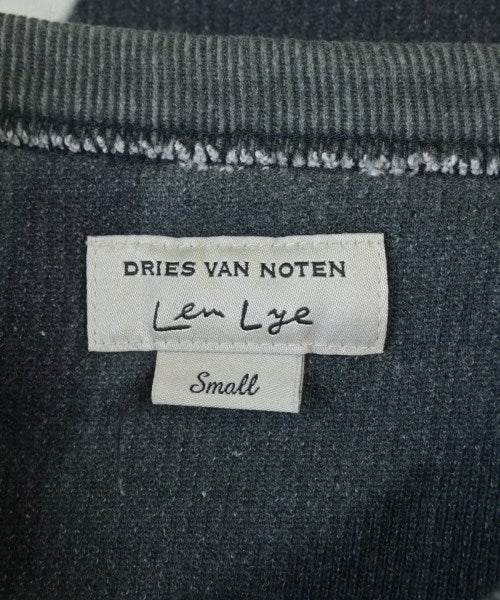 DRIES VAN NOTEN
Len Lye
Small